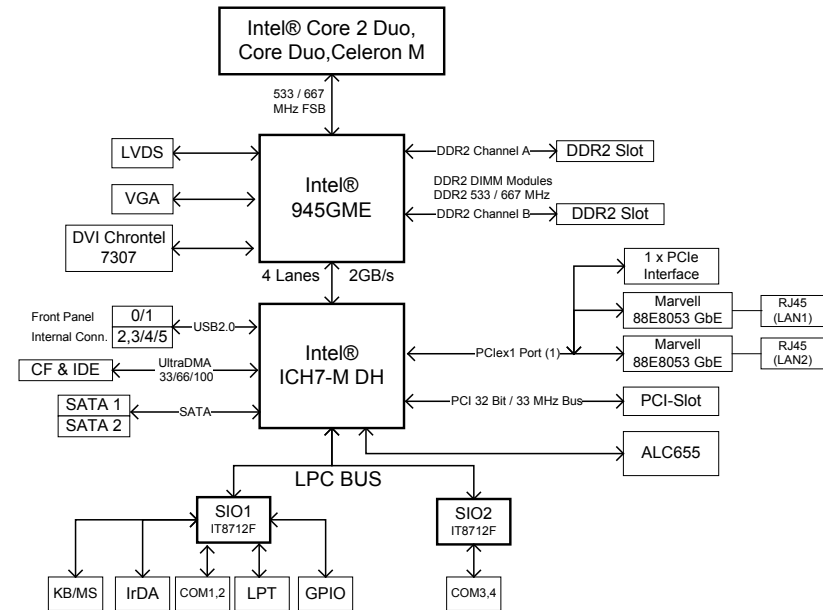 Intel® Core 2 Duo,
Core Duo,Celeron M
533 / 667
MHz FSB
LVDS
VGA
DVI Chrontel
7307
Intel®
945GME
DDR2 Channel A
DDR2 Slot
DDR2 DIMM Modules
DDR2 533 / 667 MHz
DDR2 Channel B
DDR2 Slot
4 Lanes
2GB/s
1 x PCIe
Interface
Marvell
88E8053 GbE
RJ45
(LAN1)
Marvell
88E8053 GbE
RJ45
(LAN2)
Front Panel
0/1
Internal Conn.
2,3/4/5
USB2.0
Intel®
ICH7-M DH
PCIex1 Port (1)
CF & IDE
UltraDMA
33/66/100
SATA 1
SATA 2
SATA
PCI 32 Bit / 33 MHz Bus
PCI-Slot
ALC655
LPC BUS
SIO1
IT8712F
SIO2
IT8712F
KB/MS
IrDA
COM1,2
LPT
GPIO
COM3,4